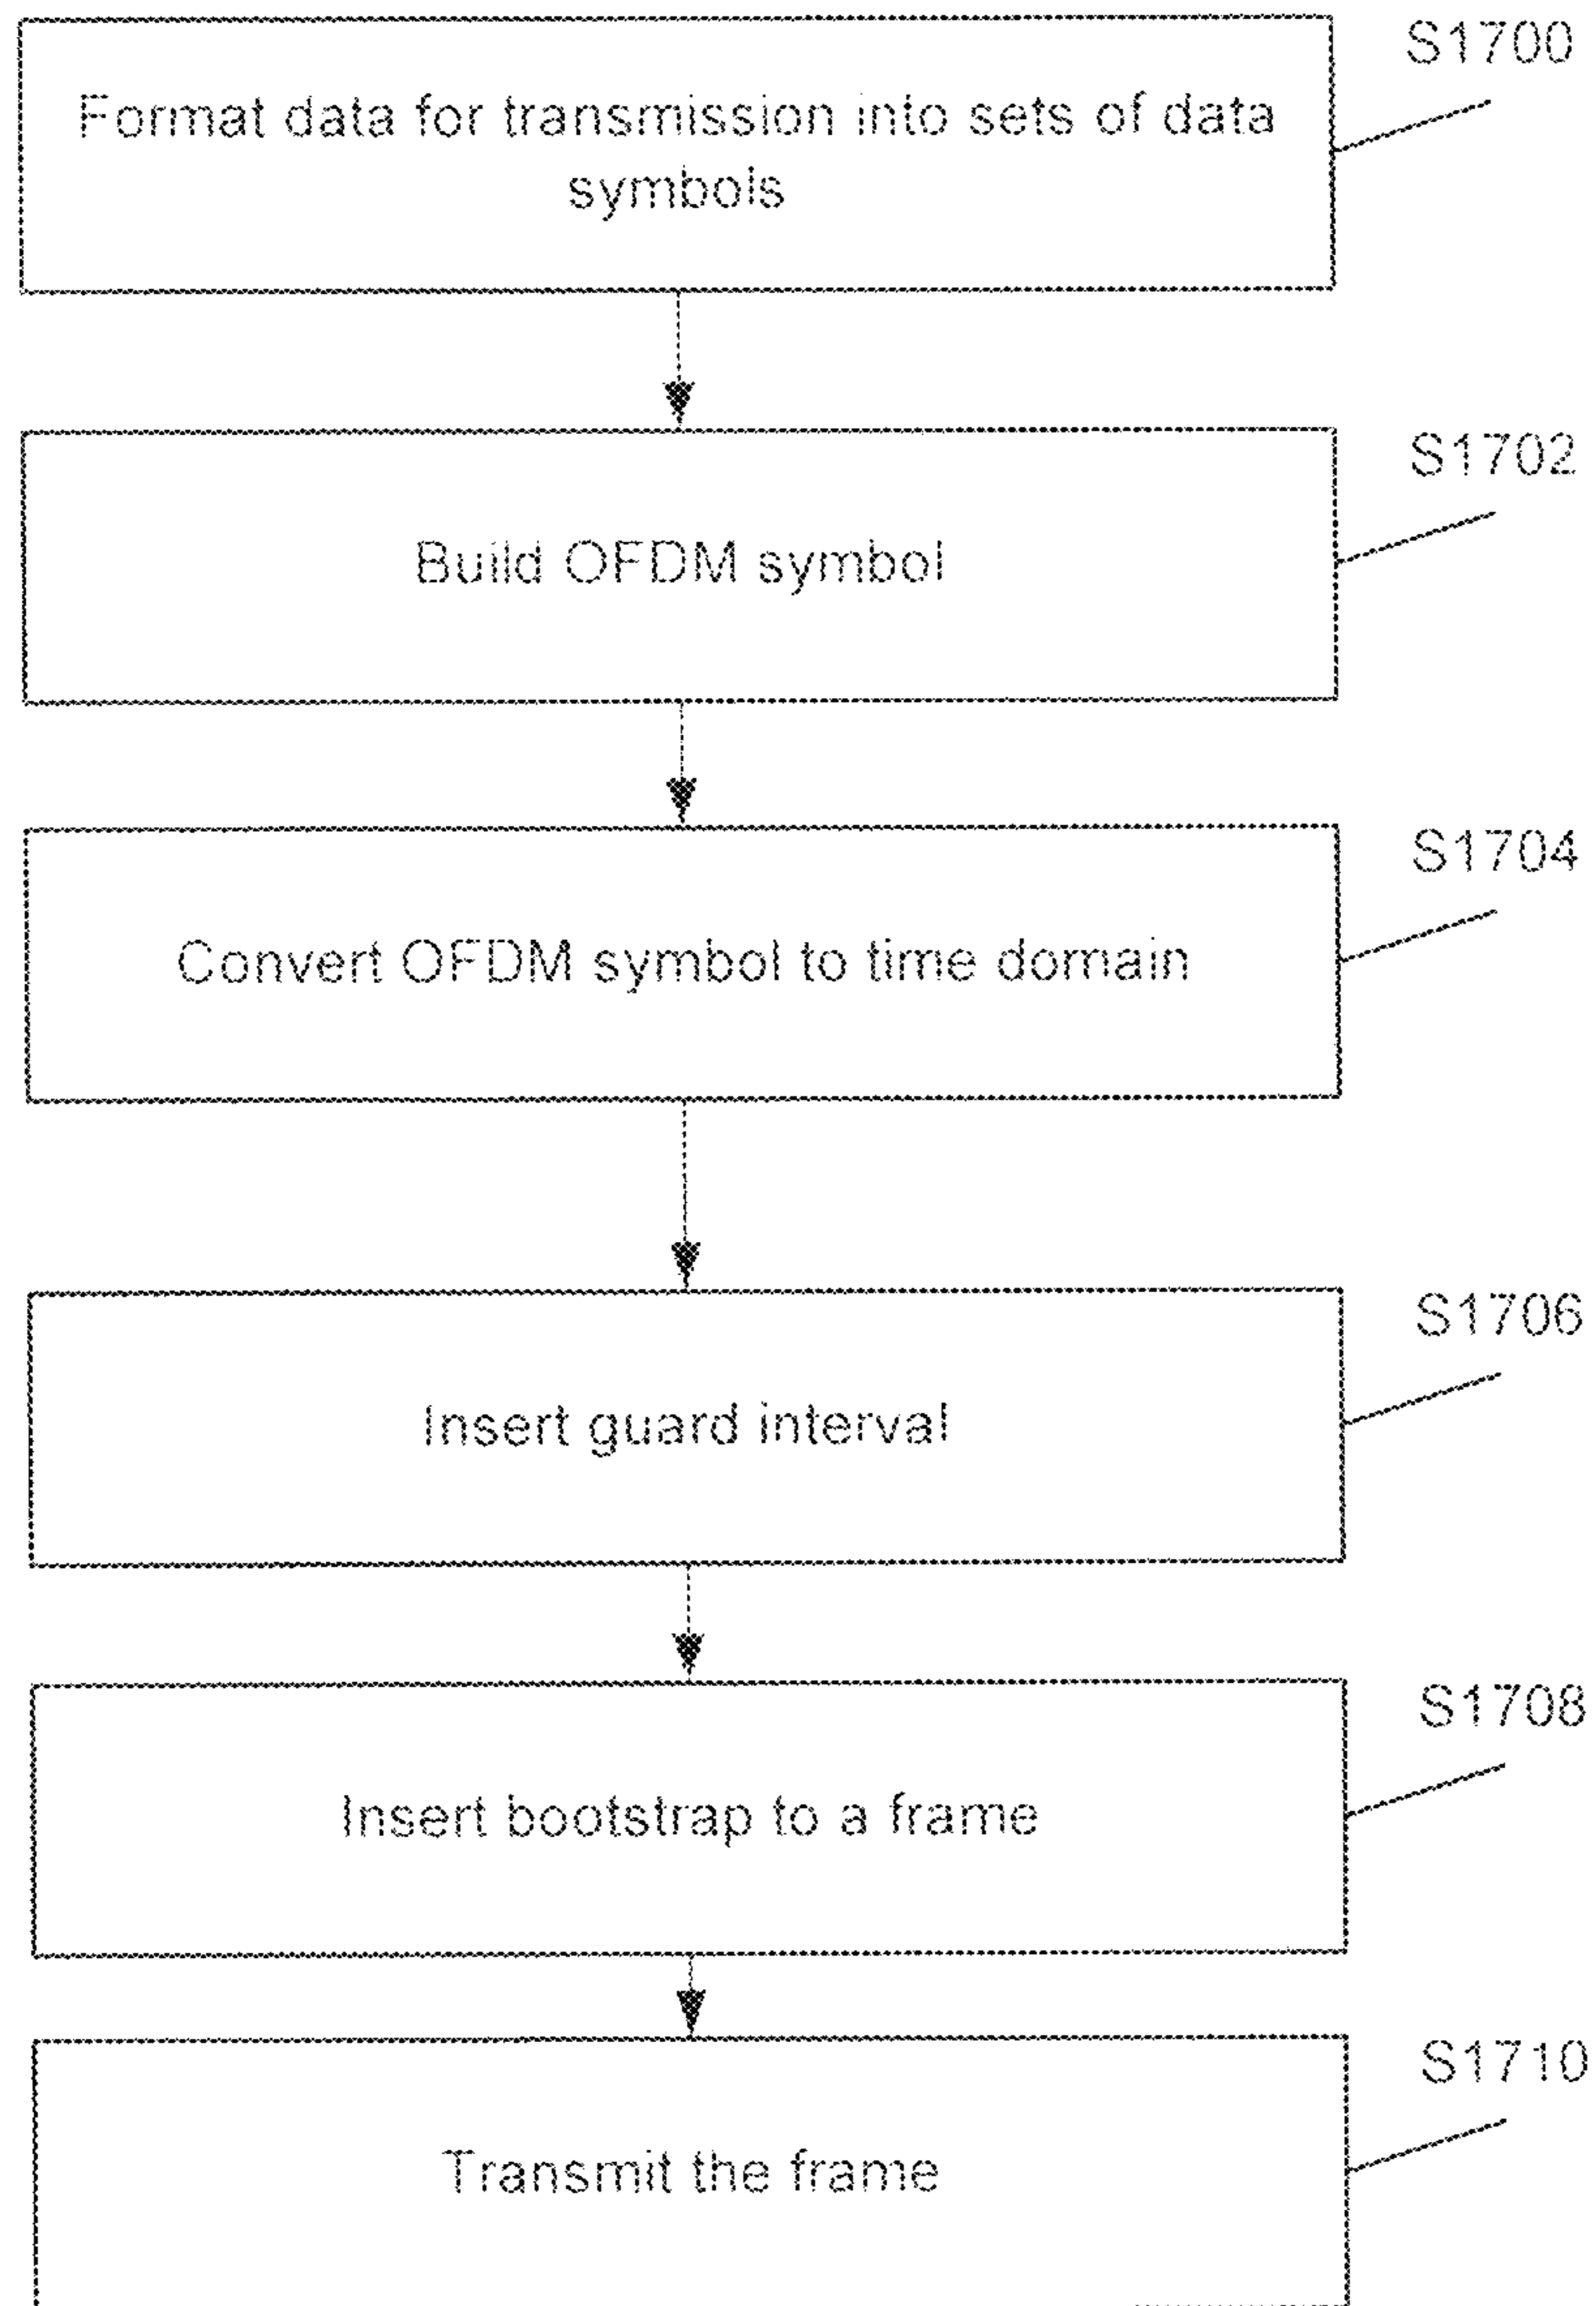 S1700
Format data for transmission into sets of data
symbols
S1702
Build OFDM symbol
S1704
Convert OFDM symbol to time domain
S1706
Insert guard interval
S1708
Insert bootstrap to a frame
S1710
Transmit the frame